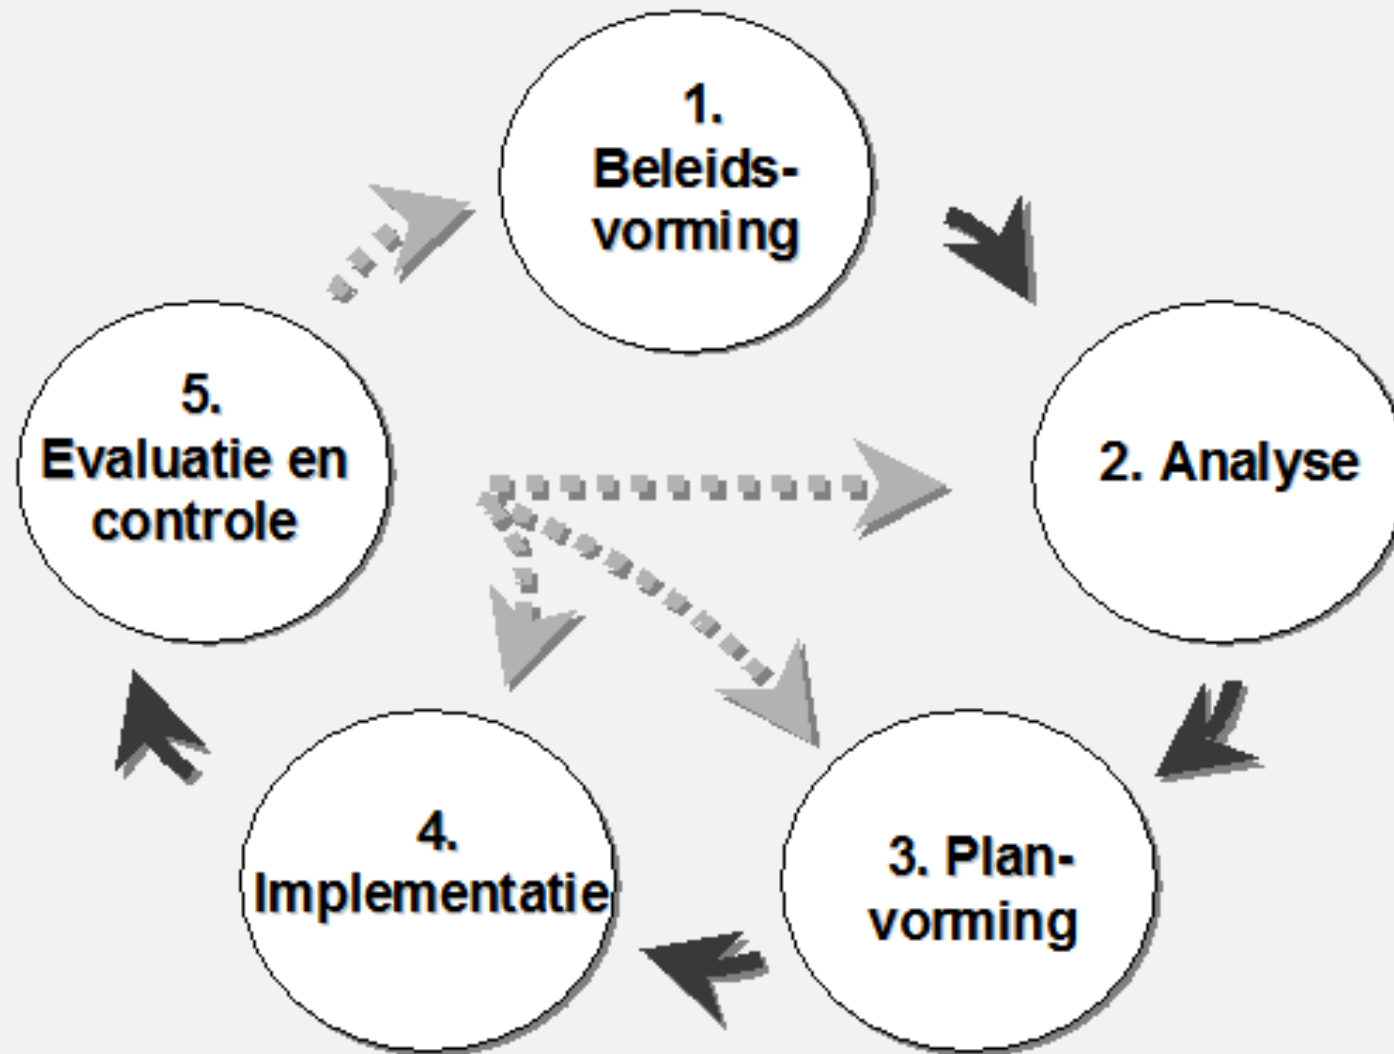 1.
Beleids-
vorming
2. Analyse
3. Plan-
vorming
4.
Implementatie
5.
Evaluatie en
controle